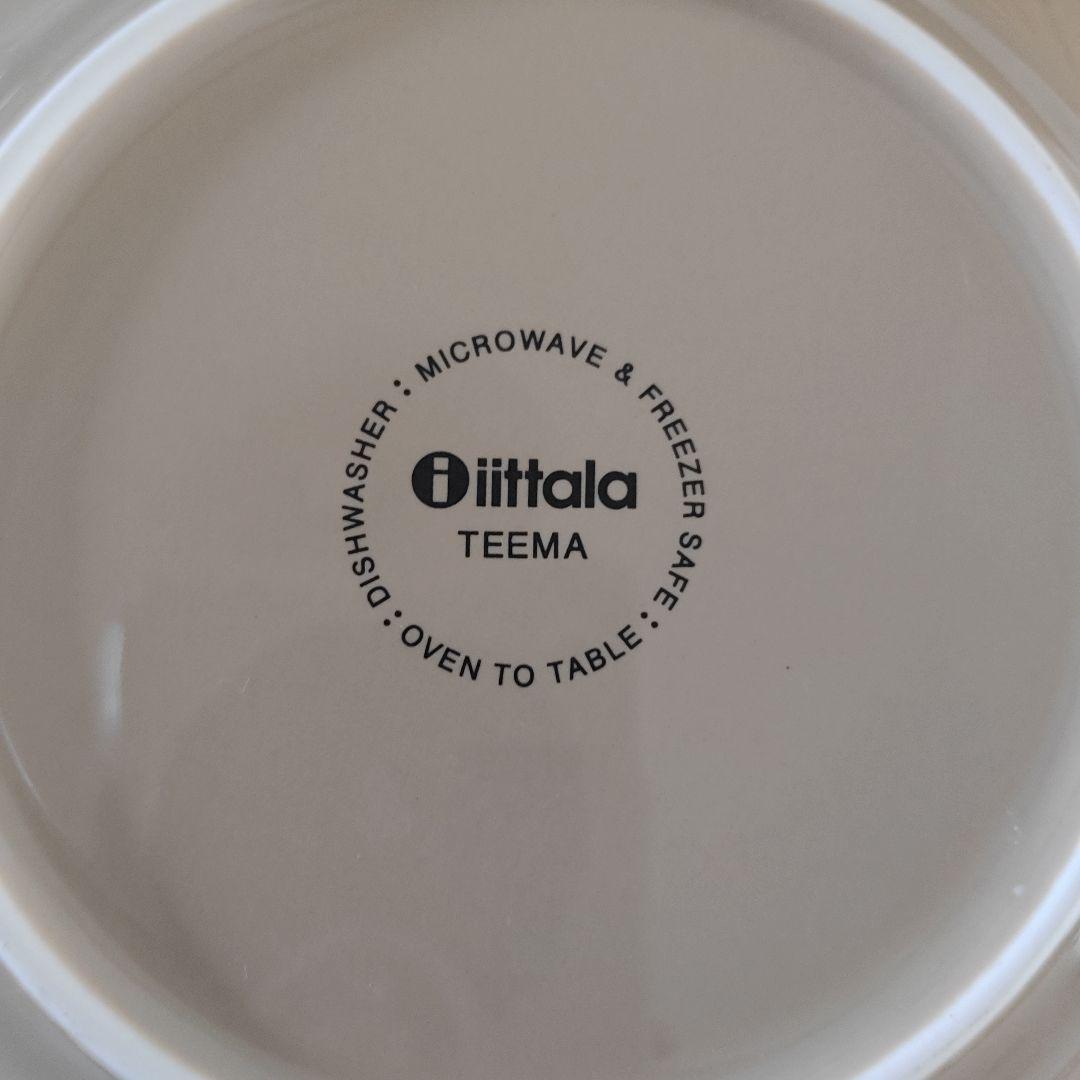 DISHWASHER : MICROWAVE & FREEZER SAFE :
i iittala
TEEMA
: OVEN TO TABLE